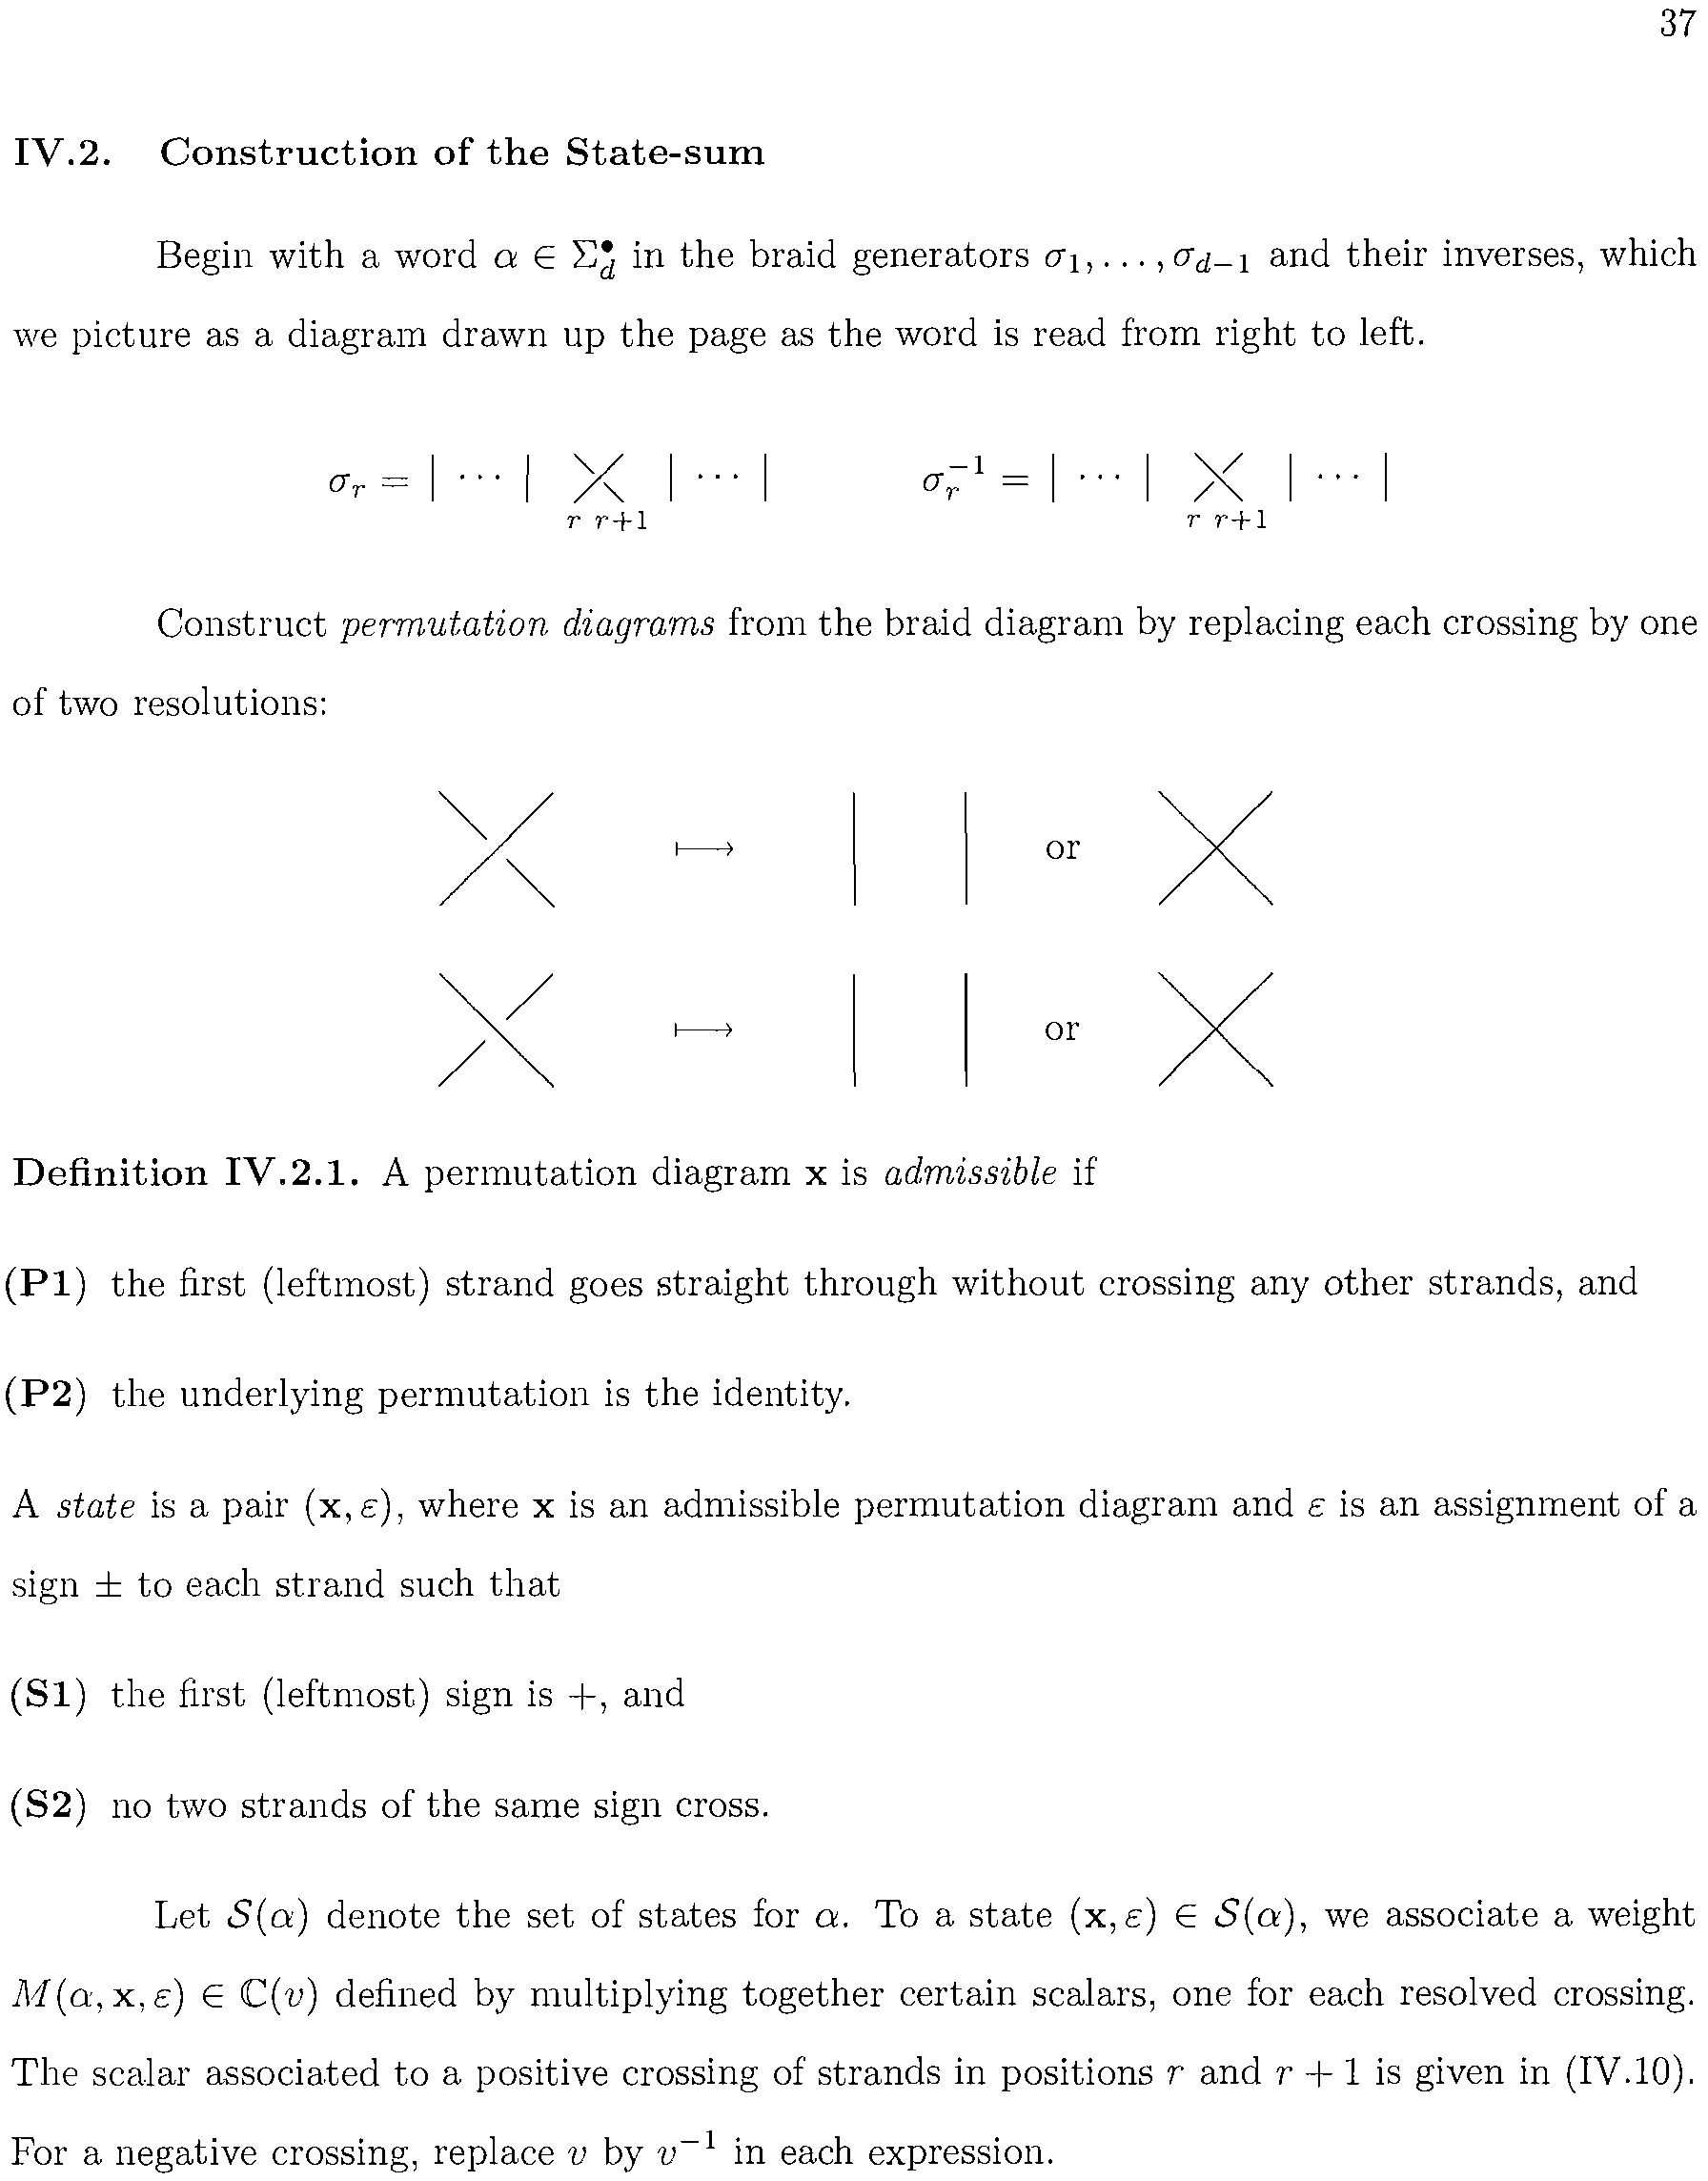 37
IV.2. Construction of the State-sum
Begin with a word α ∈ Σ•d in the braid generators σ1, . . . , σd−1 and their inverses, which
we picture as a diagram drawn up the page as the word is read from right to left.
σr = | ··· | r r+1 | ··· | σr−1 = | ··· | r r+1 | ··· |
Construct permutation diagrams from the braid diagram by replacing each crossing by one
of two resolutions:
⟼ or
⟼ or
Definition IV.2.1. A permutation diagram x is admissible if
(P1) the first (leftmost) strand goes straight through without crossing any other strands, and
(P2) the underlying permutation is the identity.
A state is a pair (x, ε), where x is an admissible permutation diagram and ε is an assignment of a
sign ± to each strand such that
(S1) the first (leftmost) sign is +, and
(S2) no two strands of the same sign cross.
Let S(α) denote the set of states for α. To a state (x, ε) ∈ S(α), we associate a weight
M(α, x, ε) ∈ ℂ(v) defined by multiplying together certain scalars, one for each resolved crossing.
The scalar associated to a positive crossing of strands in positions r and r + 1 is given in (IV.10).
For a negative crossing, replace v by v−1 in each expression.